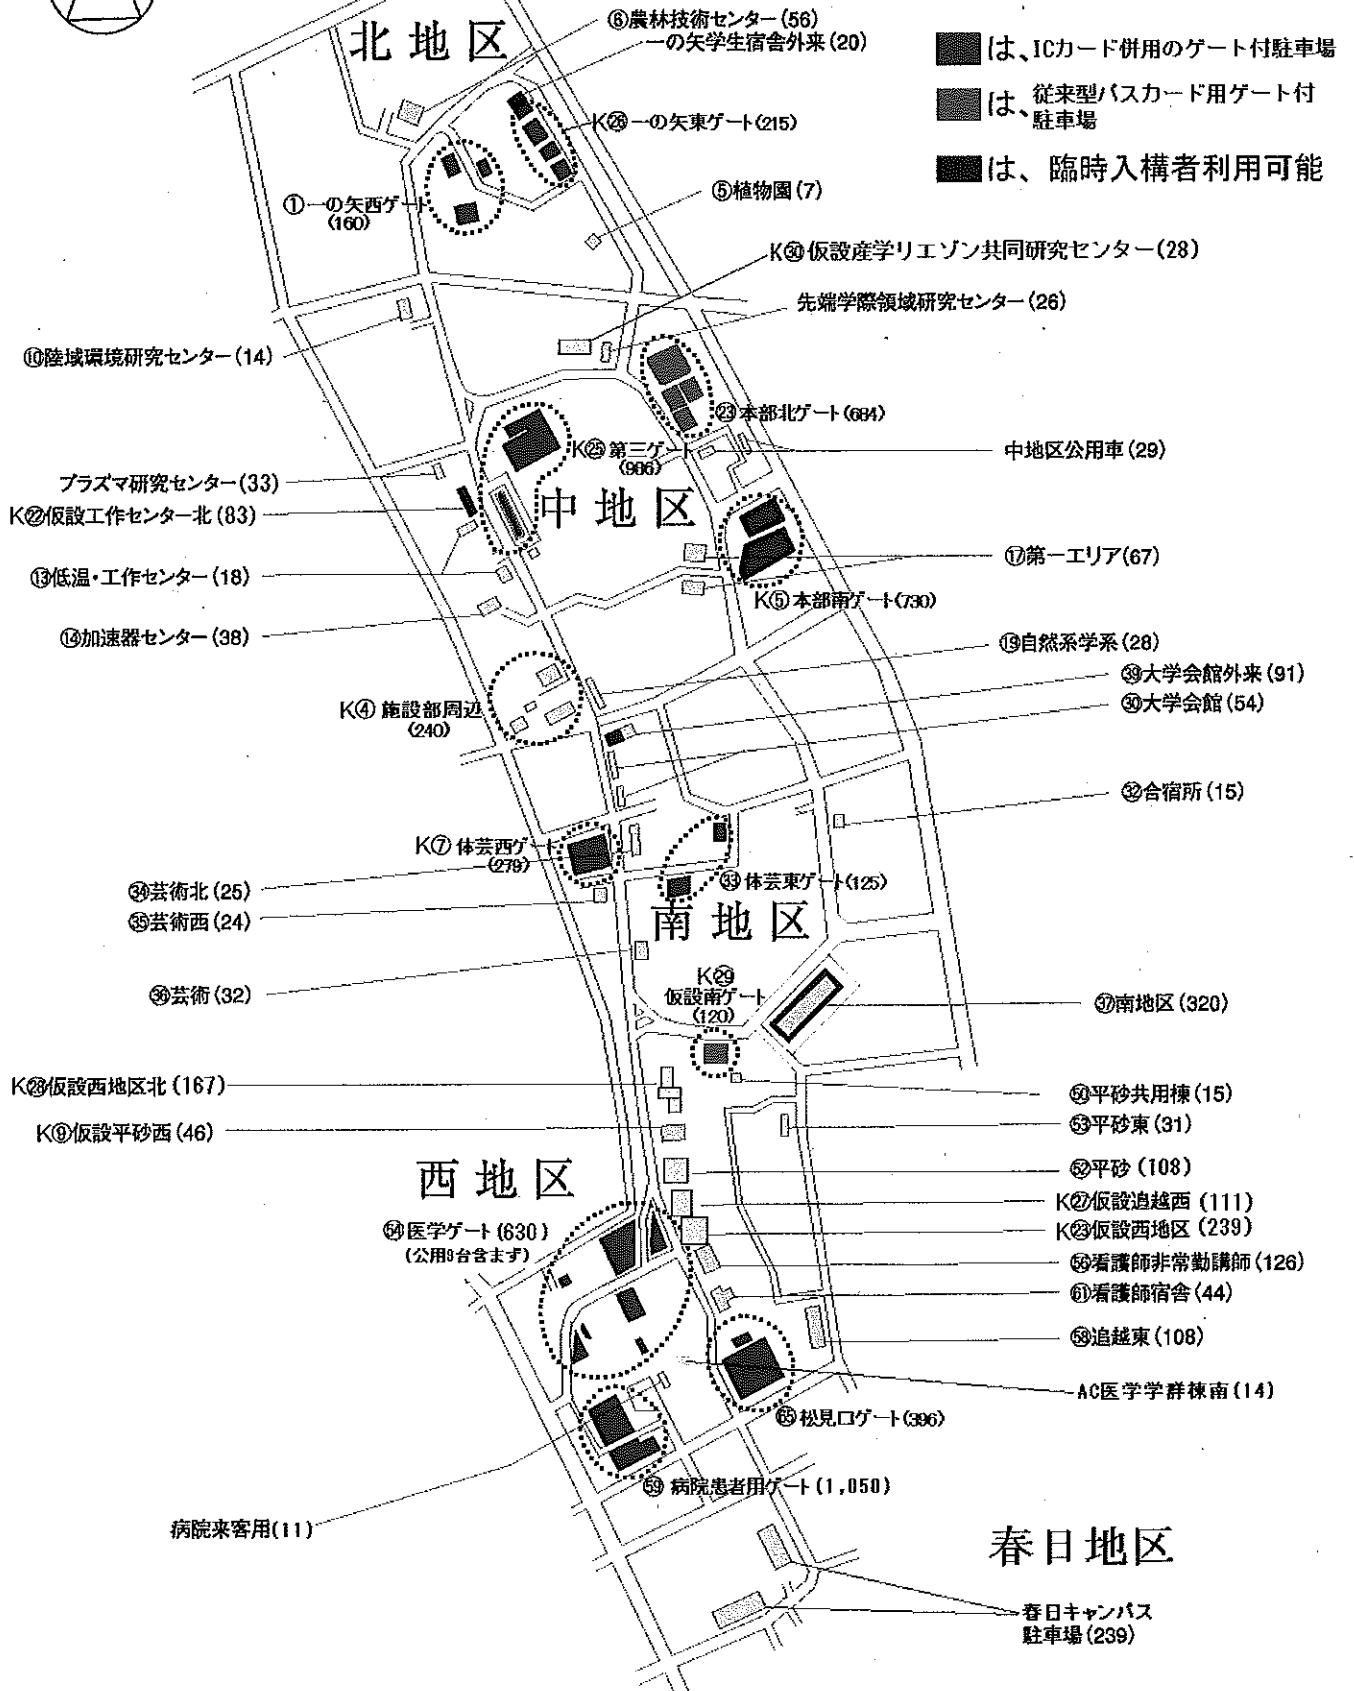 北地区
⑥農林技術センター(56)
一の矢学生宿舎外来(20)
は、ICカード併用のゲート付駐車場
は、従来型パスカード用ゲート付
駐車場
は、臨時入構者利用可能
K㉖一の矢東ゲート(215)
①一の矢西ゲート
(160)
⑤植物園(7)
K㉚仮設産学リエゾン共同研究センター(28)
先端学際領域研究センター(26)
⑩陸域環境研究センター(14)
㉓本部北ゲート(684)
K㉕第三ゲート
(986)
中地区公用車(29)
プラズマ研究センター(33)
K㉒仮設工作センター北(83)
中地区
⑬低温・工作センター(18)
⑰第一エリア(67)
K⑤本部南ゲート(730)
⑭加速器センター(38)
⑲自然系学系(28)
㊴大学会館外来(91)
㉚大学会館(54)
K④施設部周辺
(240)
㉜合宿所(15)
K⑦体芸西ゲート
(279)
㉝体芸東ゲート(125)
㉞芸術北(25)
㉟芸術西(24)
南地区
㊱芸術(32)
K㉙
仮設南ゲート
(120)
㊲南地区(320)
K㉘仮設西地区北(167)
㊿平砂共用棟(15)
K⑨仮設平砂西(46)
53平砂東(31)
西地区
52平砂(108)
K㉗仮設追越西(111)
K㉓仮設西地区(239)
54医学ゲート(630)
(公用9台含まず)
56看護師非常勤講師(126)
61看護師宿舎(44)
58追越東(108)
AC医学学群棟南(14)
65松見口ゲート(396)
59病院患者用ゲート(1,050)
病院来客用(11)
春日地区
春日キャンパス
駐車場(239)